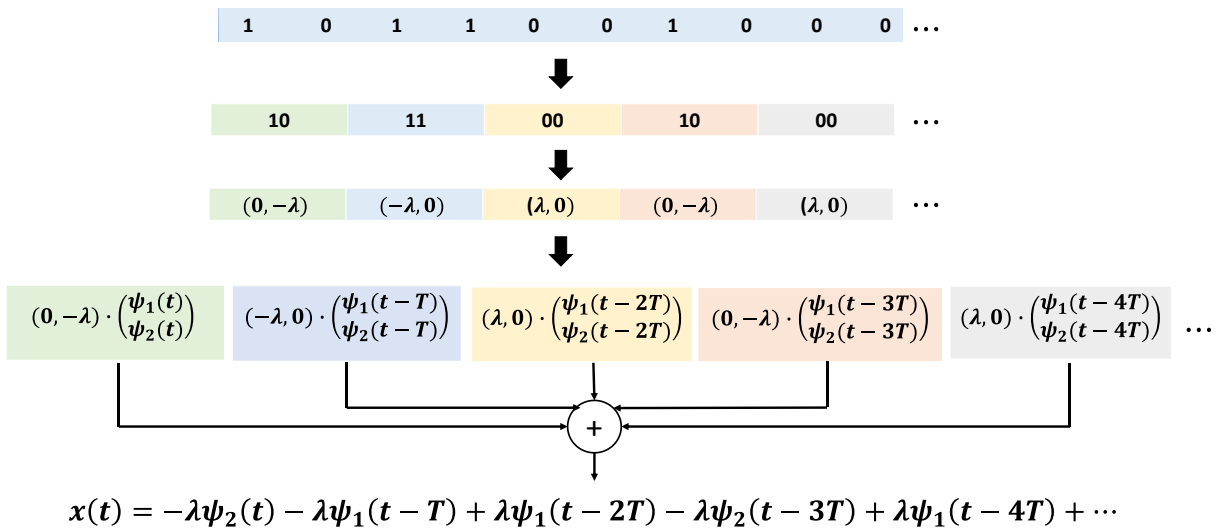 1 0 1 1 0 0 1 0 0 0 ...
10 11 00 10 00 ...
(0, −λ) (−λ, 0) (λ, 0) (0, −λ) (λ, 0) ...
(0, −λ) · (ψ₁(t) ψ₂(t)) (−λ, 0) · (ψ₁(t − T) ψ₂(t − T)) (λ, 0) · (ψ₁(t − 2T) ψ₂(t − 2T)) (0, −λ) · (ψ₁(t − 3T) ψ₂(t − 3T)) (λ, 0) · (ψ₁(t − 4T) ψ₂(t − 4T)) ...
+
x(t) = −λψ₂(t) − λψ₁(t − T) + λψ₁(t − 2T) − λψ₂(t − 3T) + λψ₁(t − 4T) + ⋯